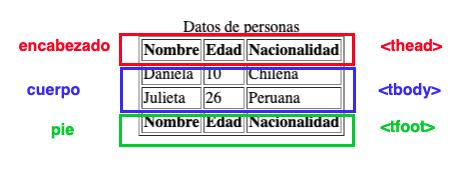 Datos de personas
encabezado Nombre Edad Nacionalidad <thead>
Daniela 10 Chilena
cuerpo <tbody>
Julieta 26 Peruana
pie Nombre Edad Nacionalidad <tfoot>